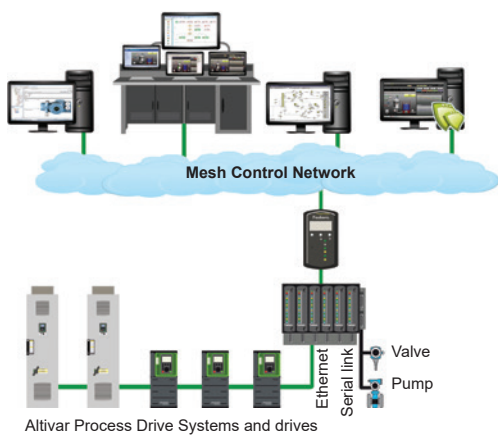 Mesh Control Network
Ethernet
Serial link
Valve
Pump
Altivar Process Drive Systems and drives